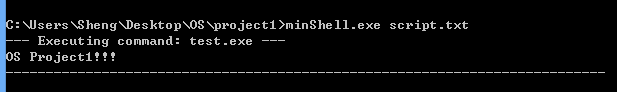 C:\Users\Sheng\Desktop\OS\project1>minShell.exe script.txt
--- Executing command: test.exe ---
OS Project1!!!
---------------------------------------------------------------------------